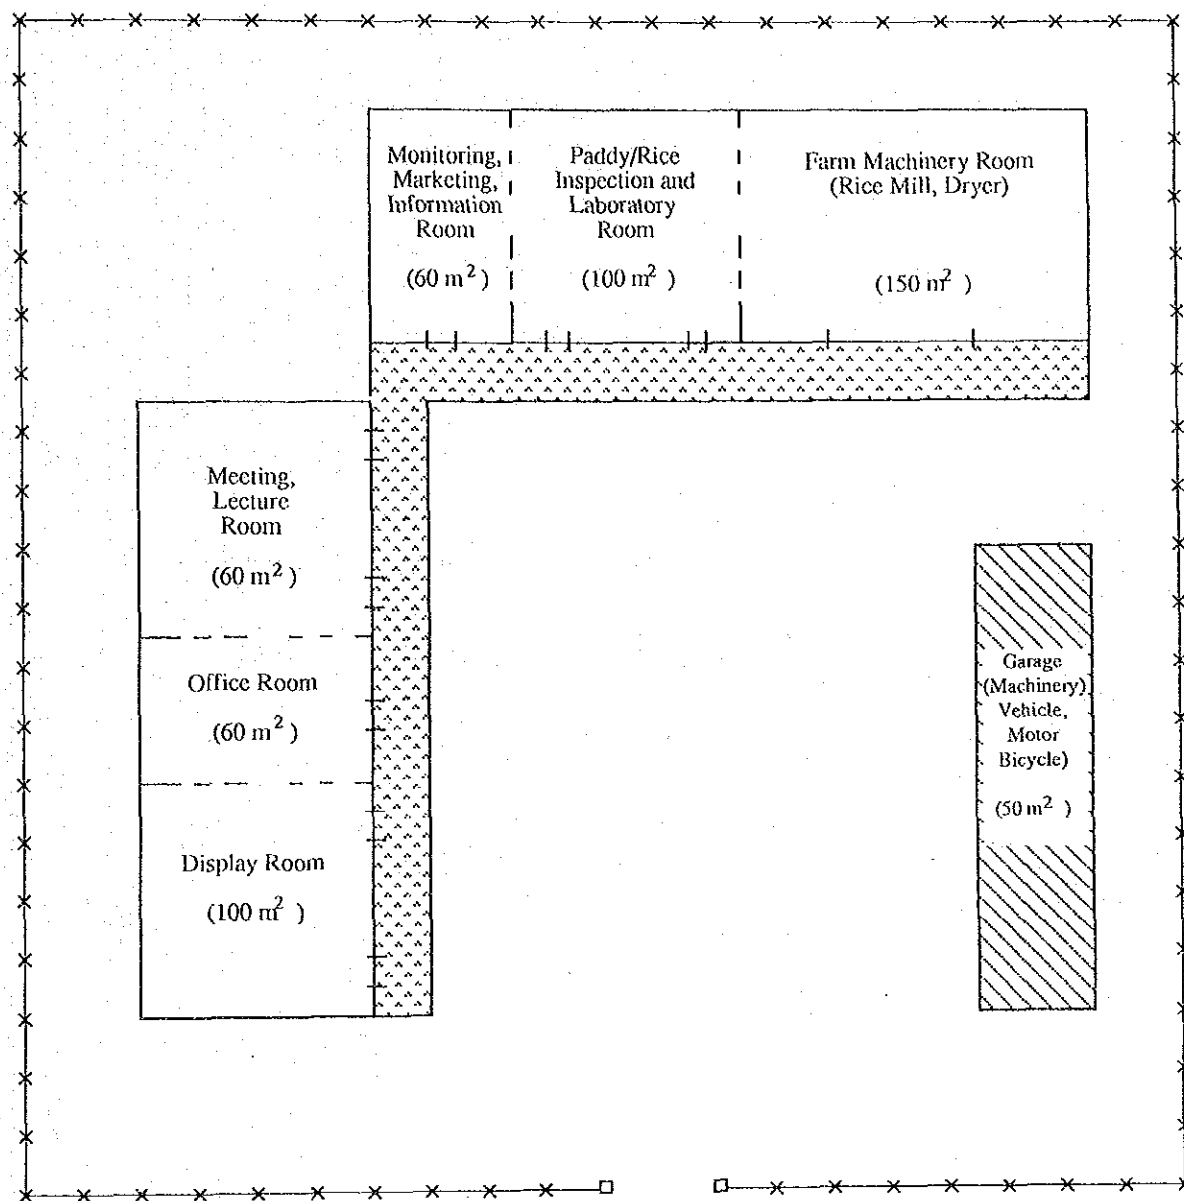 Monitoring,
Marketing,
Information
Room
(60 m²)
Paddy/Rice
Inspection and
Laboratory
Room
(100 m²)
Farm Machinery Room
(Rice Mill, Dryer)
(150 m²)
Meeting,
Lecture
Room
(60 m²)
Office Room
(60 m²)
Display Room
(100 m²)
Garage
(Machinery)
Vehicle,
Motor
Bicycle)
(50 m²)